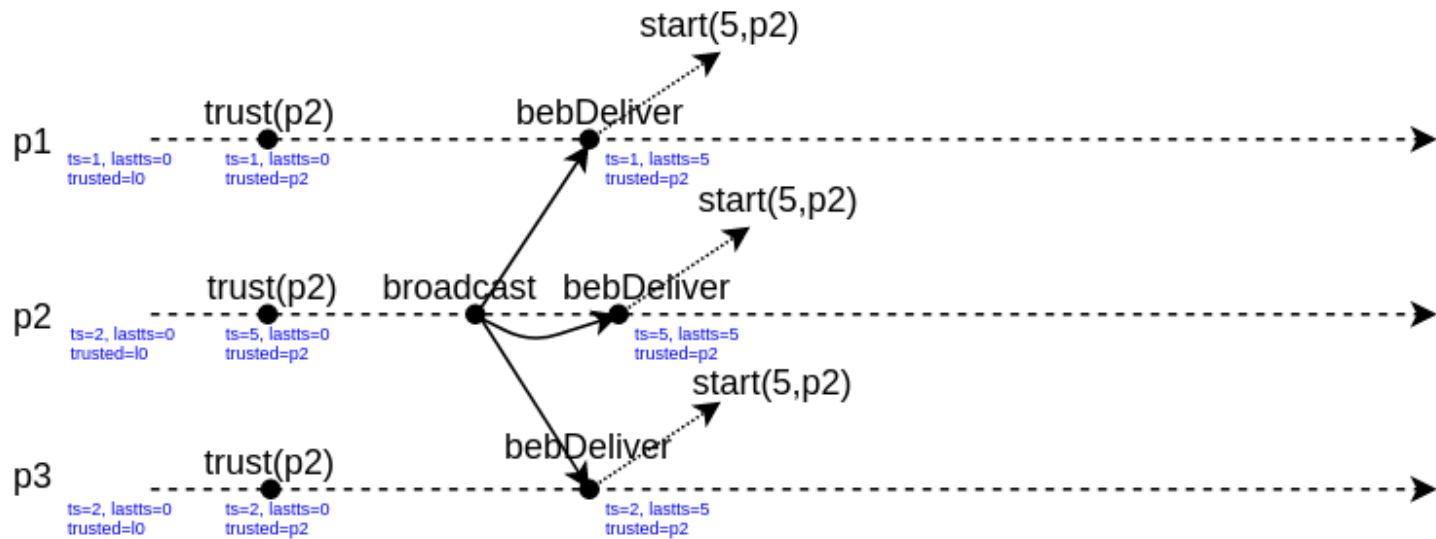 start(5,p2)
trust(p2)
bebDeliver
p1
ts=1, lastts=0
trusted=l0
ts=1, lastts=0
trusted=p2
ts=1, lastts=5
trusted=p2
start(5,p2)
trust(p2)
broadcast
bebDeliver
p2
ts=2, lastts=0
trusted=l0
ts=5, lastts=0
trusted=p2
ts=5, lastts=5
trusted=p2
start(5,p2)
trust(p2)
bebDeliver
p3
ts=2, lastts=0
trusted=l0
ts=2, lastts=0
trusted=p2
ts=2, lastts=5
trusted=p2